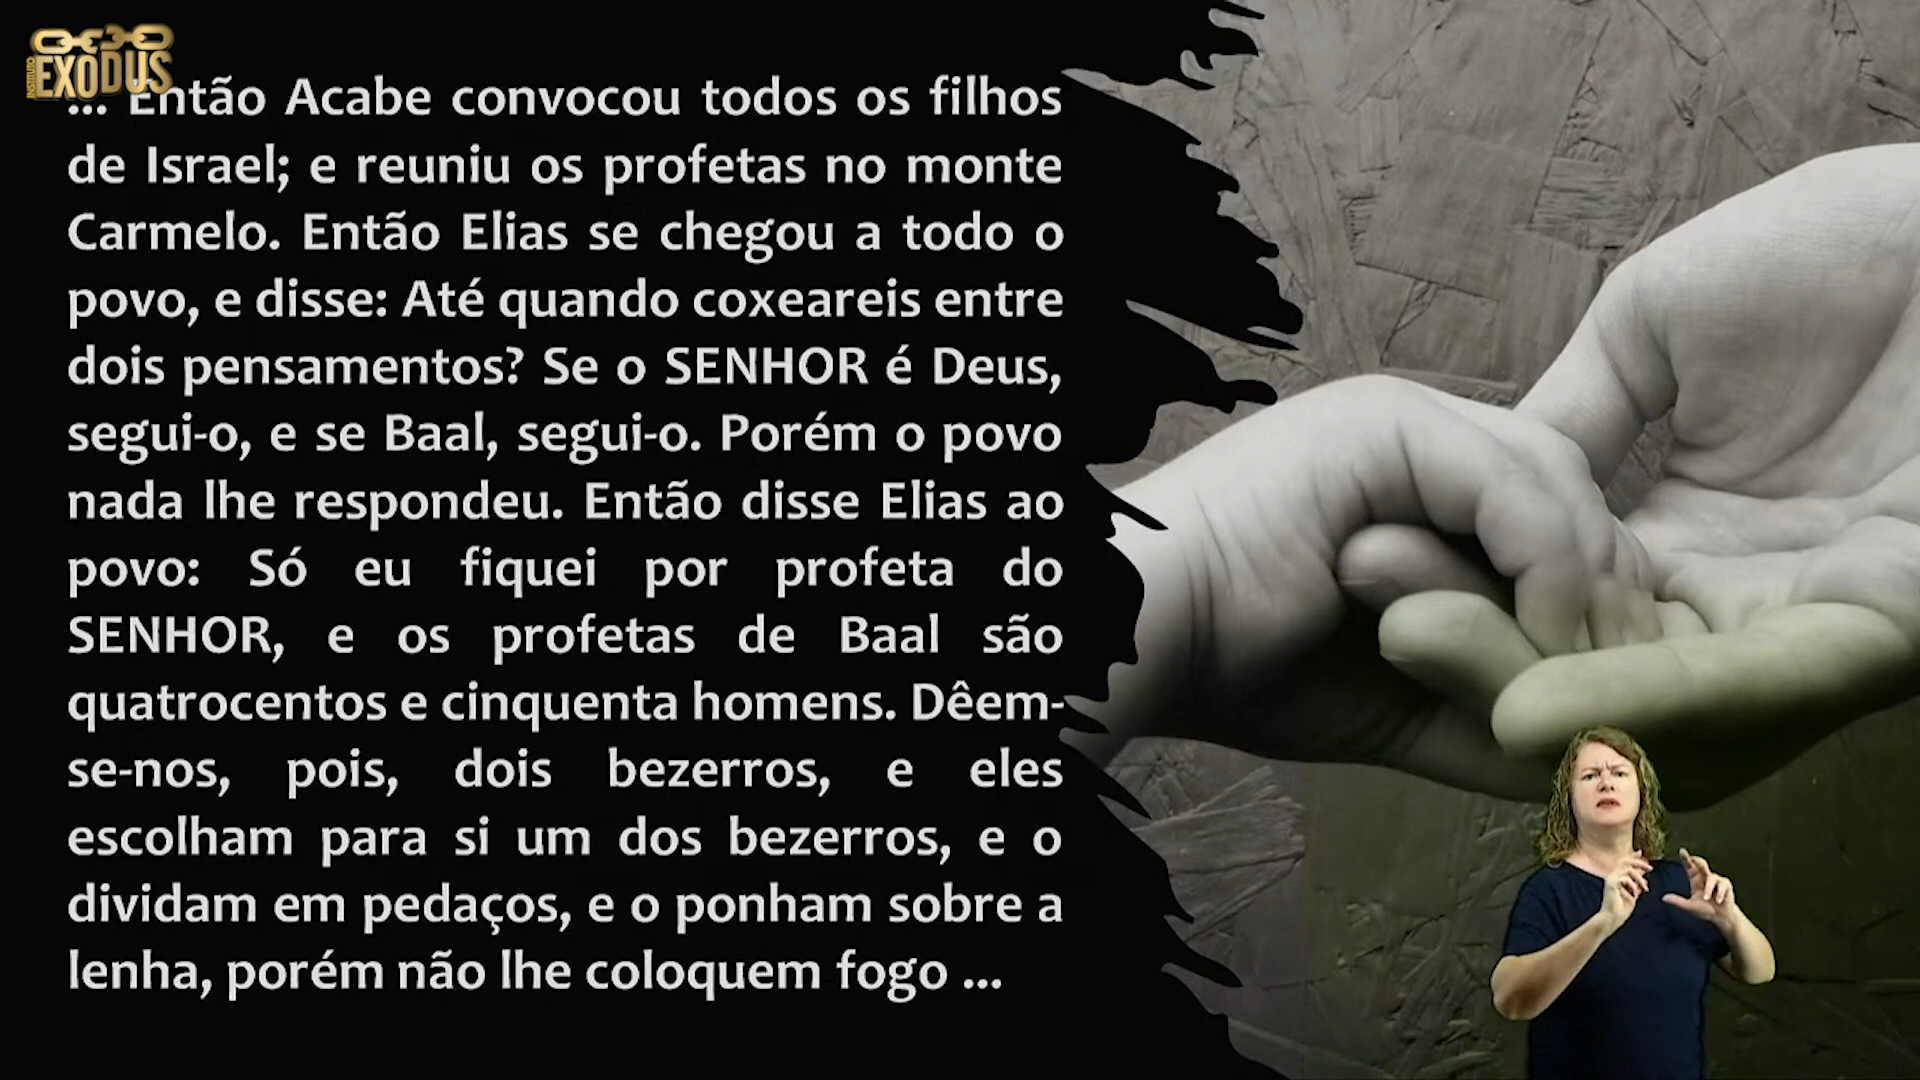 INSTITUTO
EXODUS
... Então Acabe convocou todos os filhos
de Israel; e reuniu os profetas no monte
Carmelo. Então Elias se chegou a todo o
povo, e disse: Até quando coxeareis entre
dois pensamentos? Se o SENHOR é Deus,
segui-o, e se Baal, segui-o. Porém o povo
nada lhe respondeu. Então disse Elias ao
povo: Só eu fiquei por profeta do
SENHOR, e os profetas de Baal são
quatrocentos e cinquenta homens. Dêem-
se-nos, pois, dois bezerros, e eles
escolham para si um dos bezerros, e o
dividam em pedaços, e o ponham sobre a
lenha, porém não lhe coloquem fogo ...